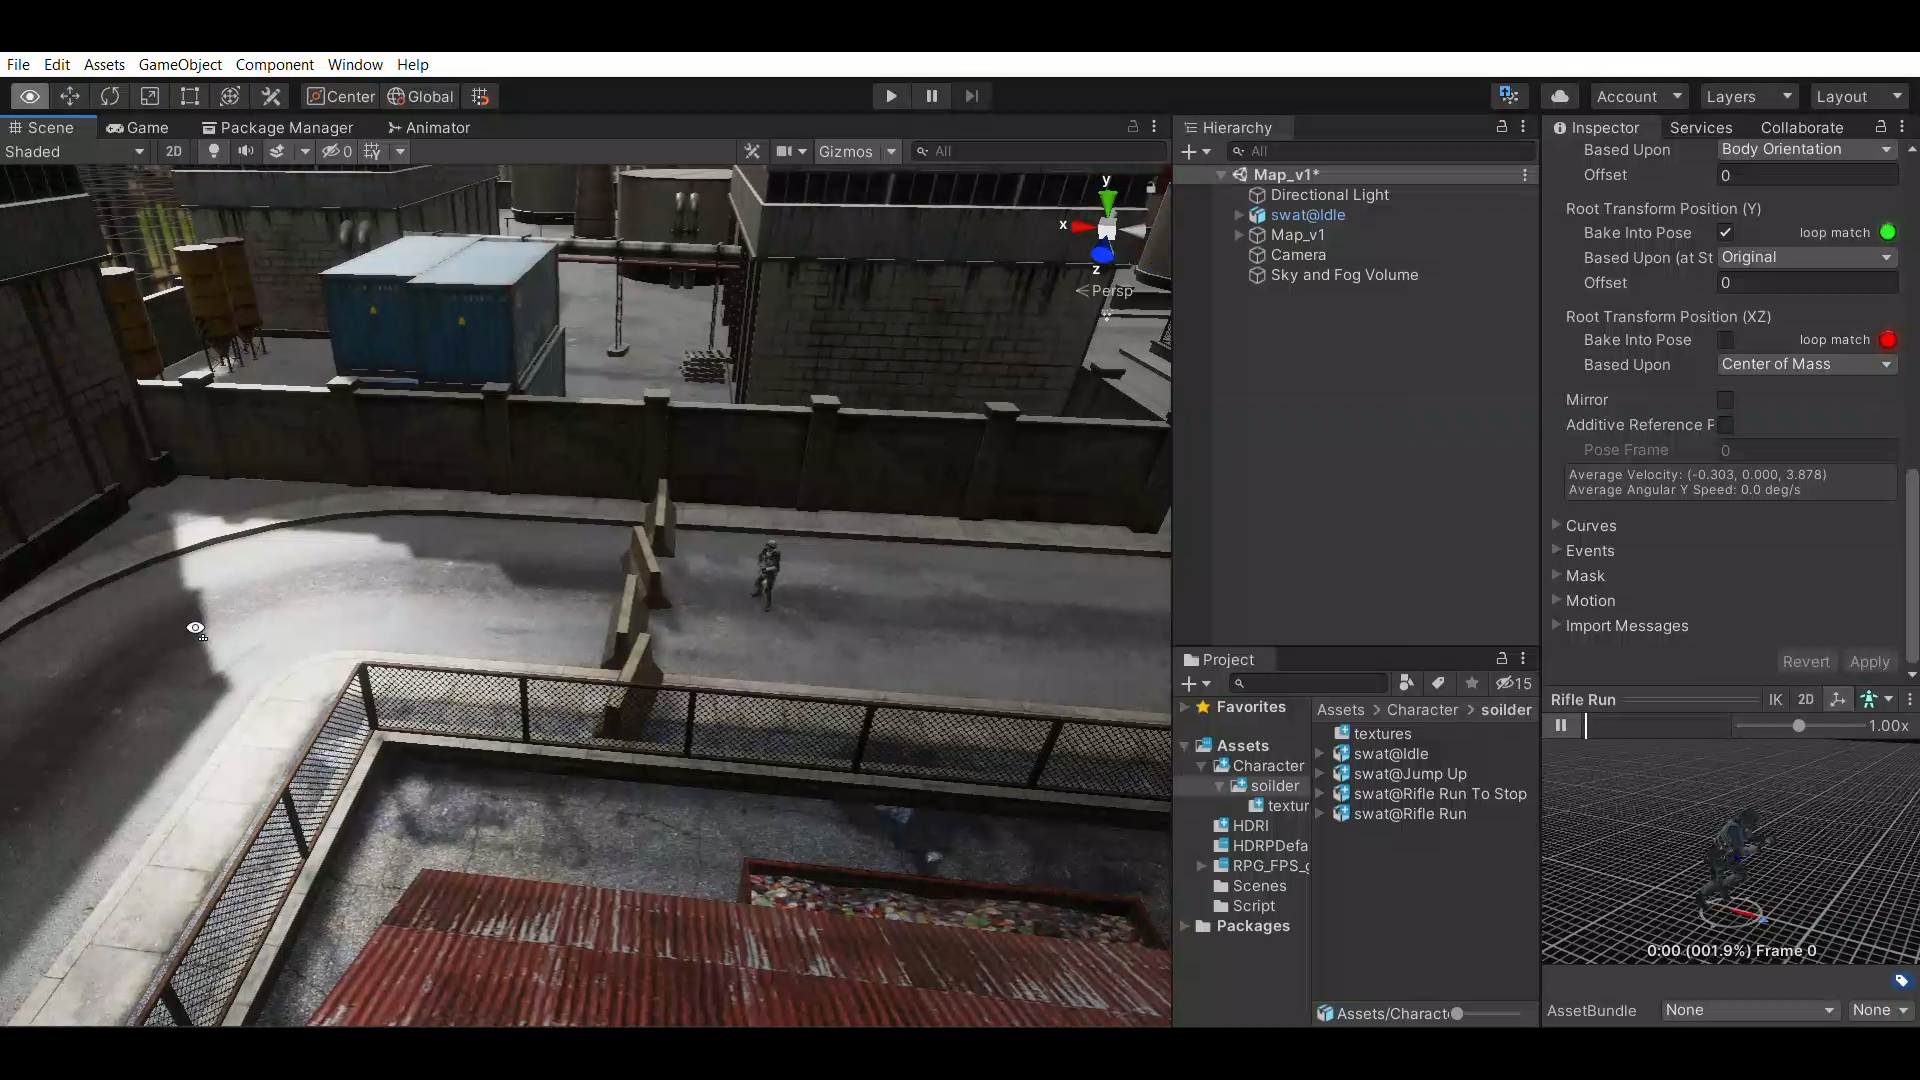 File Edit Assets GameObject Component Window Help
Center Global Account Layers Layout
Scene Game Package Manager Animator
Shaded 2D 0 Gizmos All
y
x
z
Persp
Hierarchy
All
Map_v1*
Directional Light
swat@Idle
Map_v1
Camera
Sky and Fog Volume
Project
15
Favorites
Assets
Character
soilder
textur
HDRI
HDRPDefa
RPG_FPS_g
Scenes
Script
Packages
Assets > Character > soilder
textures
swat@Idle
swat@Jump Up
swat@Rifle Run To Stop
swat@Rifle Run
Assets/Charact
Inspector Services Collaborate
Based Upon Body Orientation
Offset 0
Root Transform Position (Y)
Bake Into Pose loop match
Based Upon (at St Original
Offset 0
Root Transform Position (XZ)
Bake Into Pose loop match
Based Upon Center of Mass
Mirror
Additive Reference P
Pose Frame 0
Average Velocity: (-0.303, 0.000, 3.878)
Average Angular Y Speed: 0.0 deg/s
Curves
Events
Mask
Motion
Import Messages
Revert Apply
Rifle Run IK 2D
1.00x
0:00 (001.9%) Frame 0
AssetBundle None None